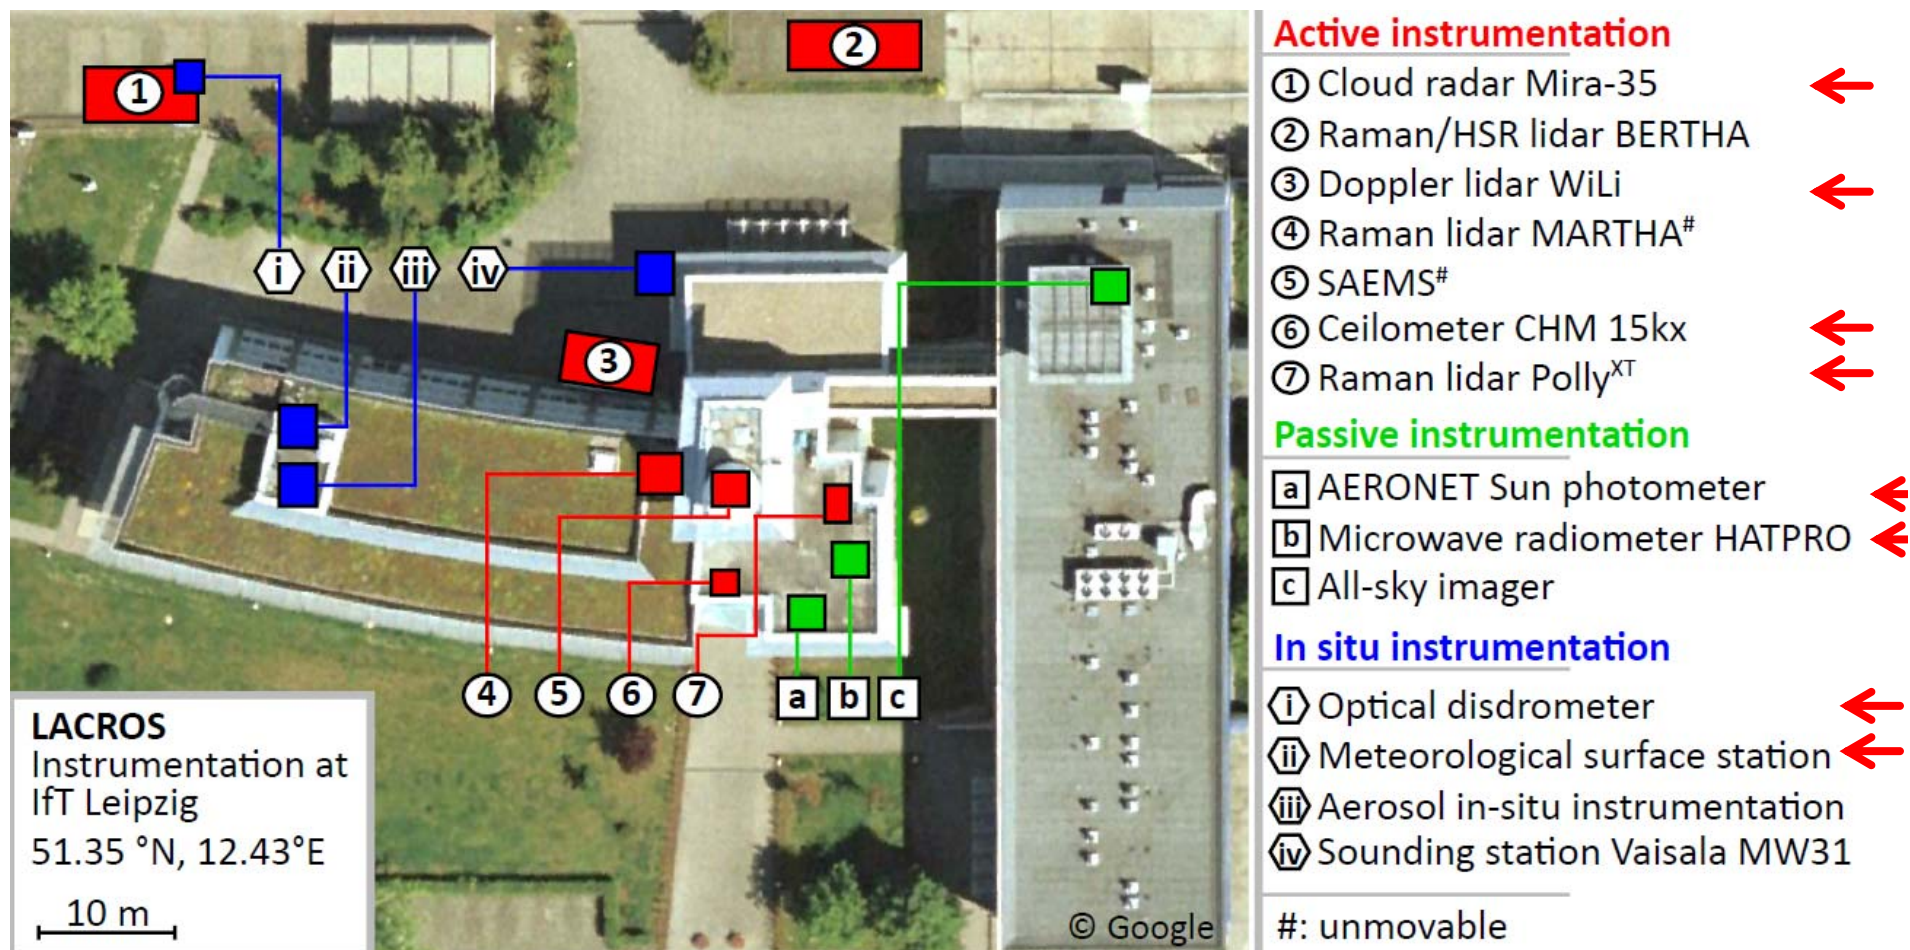 1
2
3
i
ii
iii
iv
4
5
6
7
a
b
c
LACROS
Instrumentation at
IfT Leipzig
51.35 °N, 12.43°E
10 m
© Google
Active instrumentation
1 Cloud radar Mira-35
2 Raman/HSR lidar BERTHA
3 Doppler lidar WiLi
4 Raman lidar MARTHA#
5 SAEMS#
6 Ceilometer CHM 15kx
7 Raman lidar PollyXT
Passive instrumentation
a AERONET Sun photometer
b Microwave radiometer HATPRO
c All-sky imager
In situ instrumentation
i Optical disdrometer
ii Meteorological surface station
iii Aerosol in-situ instrumentation
iv Sounding station Vaisala MW31
#: unmovable